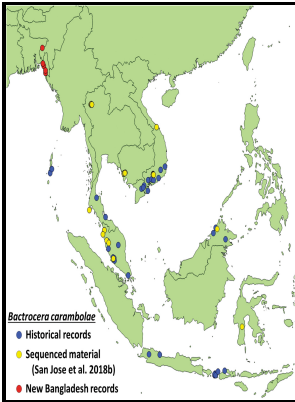 Bactrocera carambolae
Historical records
Sequenced material
(San Jose et al. 2018b)
New Bangladesh records